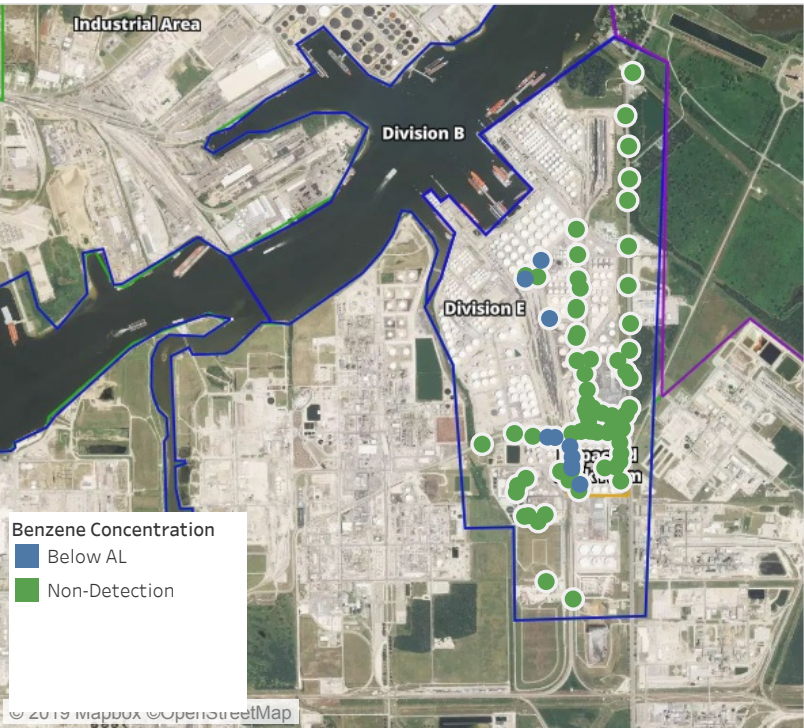 Industrial Area
Division B
Division E
Benzene Concentration
Below AL
Non-Detection
© 2019 Mapbox ©OpenStreetMap